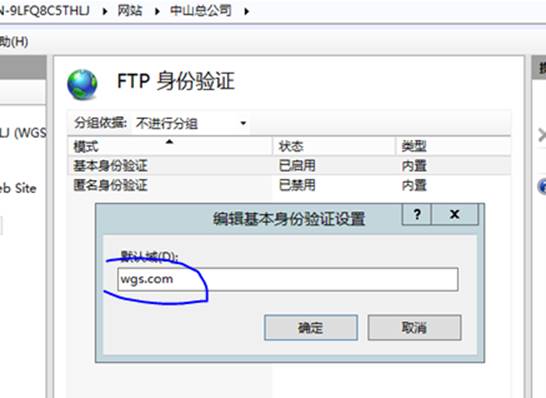 N-9LFQ8C5THLJ ▸ 网站 ▸ 中山总公司 ▸
助(H)
FTP 身份验证
分组依据: 不进行分组
LJ (WGS
模式 状态 类型
基本身份验证 已启用 内置
匿名身份验证 已禁用 内置
eb Site
编辑基本身份验证设置 ? x
默认域(D):
wgs.com
确定 取消